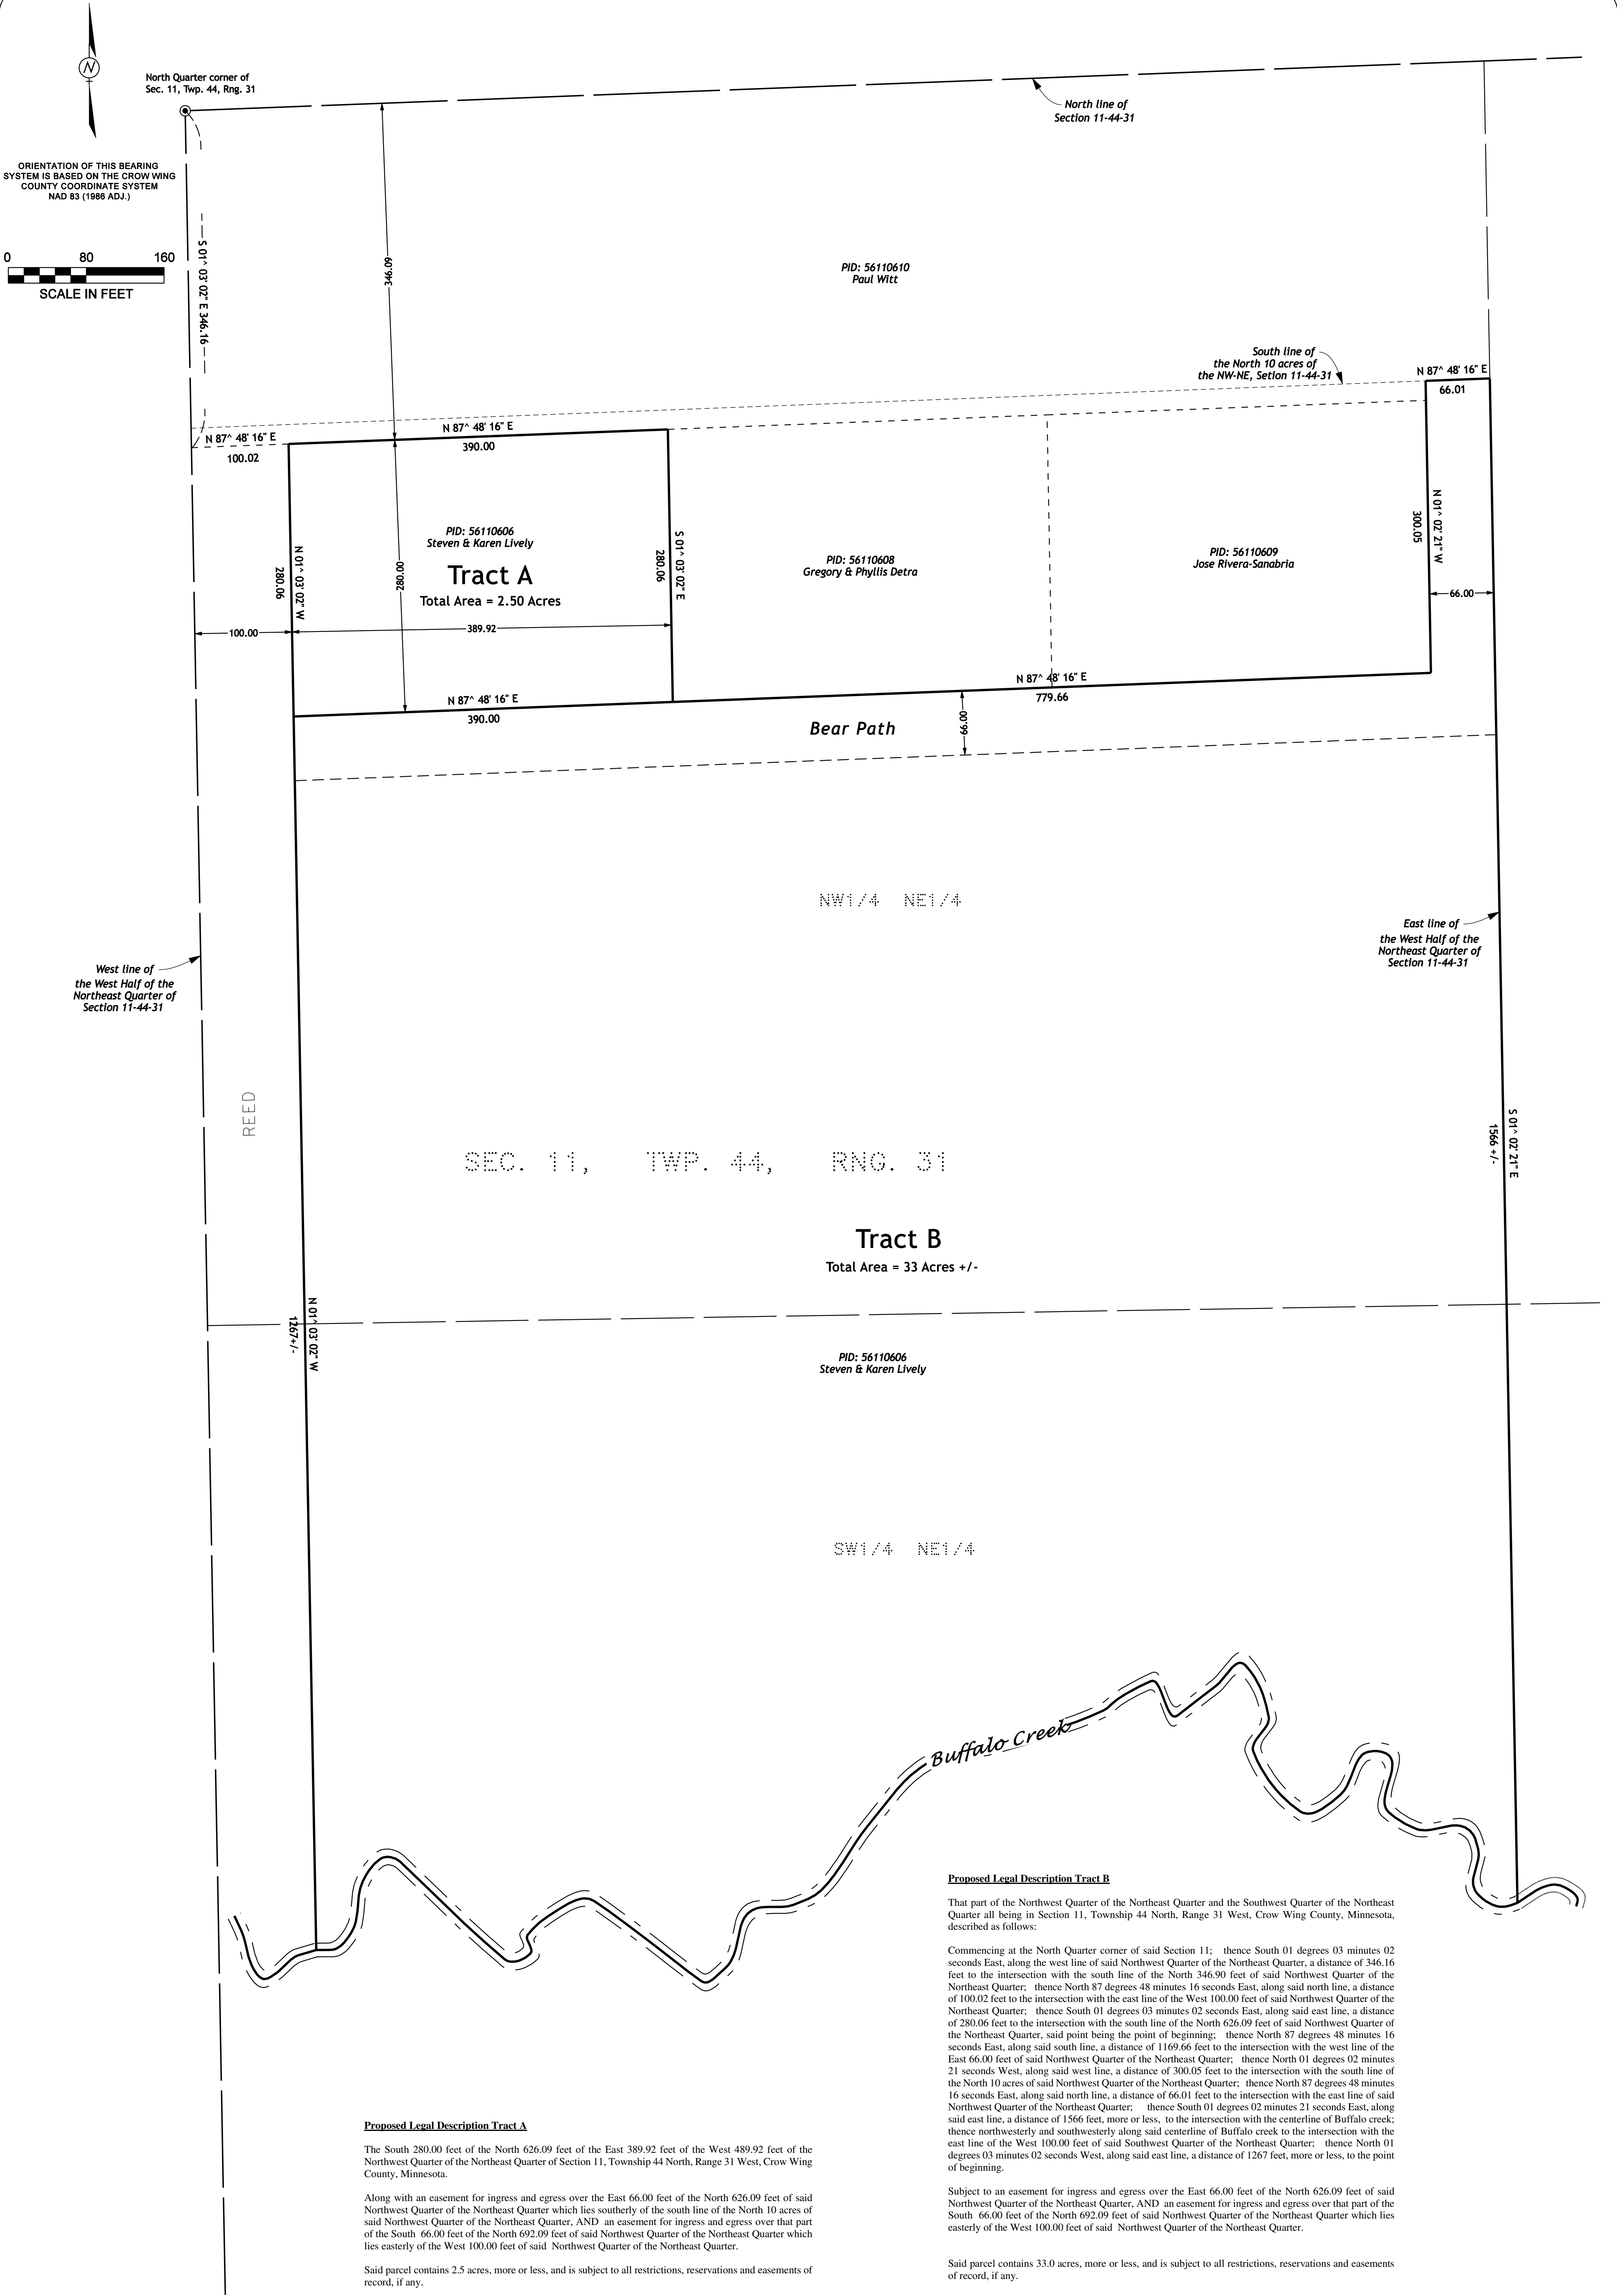 N
North Quarter corner of
Sec. 11, Twp. 44, Rng. 31
North line of
Section 11-44-31
ORIENTATION OF THIS BEARING
SYSTEM IS BASED ON THE CROW WING
COUNTY COORDINATE SYSTEM
NAD 83 (1986 ADJ.)
0 80 160
SCALE IN FEET
S 01^ 03' 02" E 346.16
346.09
PID: 56110610
Paul Witt
South line of
the North 10 acres of
the NW-NE, Setion 11-44-31
N 87^ 48' 16" E
66.01
N 87^ 48' 16" E
100.02
N 87^ 48' 16" E
390.00
PID: 56110606
Steven & Karen Lively
Tract A
Total Area = 2.50 Acres
N 01^ 03' 02" W
280.06
280.00
S 01^ 03' 02" E
280.06
100.00
389.92
PID: 56110608
Gregory & Phyllis Detra
PID: 56110609
Jose Rivera-Sanabria
N 01^ 02' 21" W
300.05
66.00
N 87^ 48' 16" E
390.00
N 87^ 48' 16" E
779.66
Bear Path
66.00
NW1/4 NE1/4
West line of
the West Half of the
Northeast Quarter of
Section 11-44-31
East line of
the West Half of the
Northeast Quarter of
Section 11-44-31
REED
S 01^ 02' 21" E
1566 +/-
SEC. 11, TWP. 44, RNG. 31
Tract B
Total Area = 33 Acres +/-
N 01^ 03' 02" W
1267+/-
PID: 56110606
Steven & Karen Lively
SW1/4 NE1/4
Buffalo Creek
Proposed Legal Description Tract A
The South 280.00 feet of the North 626.09 feet of the East 389.92 feet of the West 489.92 feet of the
Northwest Quarter of the Northeast Quarter of Section 11, Township 44 North, Range 31 West, Crow Wing
County, Minnesota.
Along with an easement for ingress and egress over the East 66.00 feet of the North 626.09 feet of said
Northwest Quarter of the Northeast Quarter which lies southerly of the south line of the North 10 acres of
said Northwest Quarter of the Northeast Quarter, AND an easement for ingress and egress over that part
of the South 66.00 feet of the North 692.09 feet of said Northwest Quarter of the Northeast Quarter which
lies easterly of the West 100.00 feet of said Northwest Quarter of the Northeast Quarter.
Said parcel contains 2.5 acres, more or less, and is subject to all restrictions, reservations and easements of
record, if any.
Proposed Legal Description Tract B
That part of the Northwest Quarter of the Northeast Quarter and the Southwest Quarter of the Northeast
Quarter all being in Section 11, Township 44 North, Range 31 West, Crow Wing County, Minnesota,
described as follows:
Commencing at the North Quarter corner of said Section 11; thence South 01 degrees 03 minutes 02
seconds East, along the west line of said Northwest Quarter of the Northeast Quarter, a distance of 346.16
feet to the intersection with the south line of the North 346.90 feet of said Northwest Quarter of the
Northeast Quarter; thence North 87 degrees 48 minutes 16 seconds East, along said north line, a distance
of 100.02 feet to the intersection with the east line of the West 100.00 feet of said Northwest Quarter of the
Northeast Quarter; thence South 01 degrees 03 minutes 02 seconds East, along said east line, a distance
of 280.06 feet to the intersection with the south line of the North 626.09 feet of said Northwest Quarter of
the Northeast Quarter, said point being the point of beginning; thence North 87 degrees 48 minutes 16
seconds East, along said south line, a distance of 1169.66 feet to the intersection with the west line of the
East 66.00 feet of said Northwest Quarter of the Northeast Quarter; thence North 01 degrees 02 minutes
21 seconds West, along said west line, a distance of 300.05 feet to the intersection with the south line of
the North 10 acres of said Northwest Quarter of the Northeast Quarter; thence North 87 degrees 48 minutes
16 seconds East, along said north line, a distance of 66.01 feet to the intersection with the east line of said
Northwest Quarter of the Northeast Quarter; thence South 01 degrees 02 minutes 21 seconds East, along
said east line, a distance of 1566 feet, more or less, to the intersection with the centerline of Buffalo creek;
thence northwesterly and southwesterly along said centerline of Buffalo creek to the intersection with the
east line of the West 100.00 feet of said Southwest Quarter of the Northeast Quarter; thence North 01
degrees 03 minutes 02 seconds West, along said east line, a distance of 1267 feet, more or less, to the point
of beginning.
Subject to an easement for ingress and egress over the East 66.00 feet of the North 626.09 feet of said
Northwest Quarter of the Northeast Quarter, AND an easement for ingress and egress over that part of the
South 66.00 feet of the North 692.09 feet of said Northwest Quarter of the Northeast Quarter which lies
easterly of the West 100.00 feet of said Northwest Quarter of the Northeast Quarter.
Said parcel contains 33.0 acres, more or less, and is subject to all restrictions, reservations and easements
of record, if any.